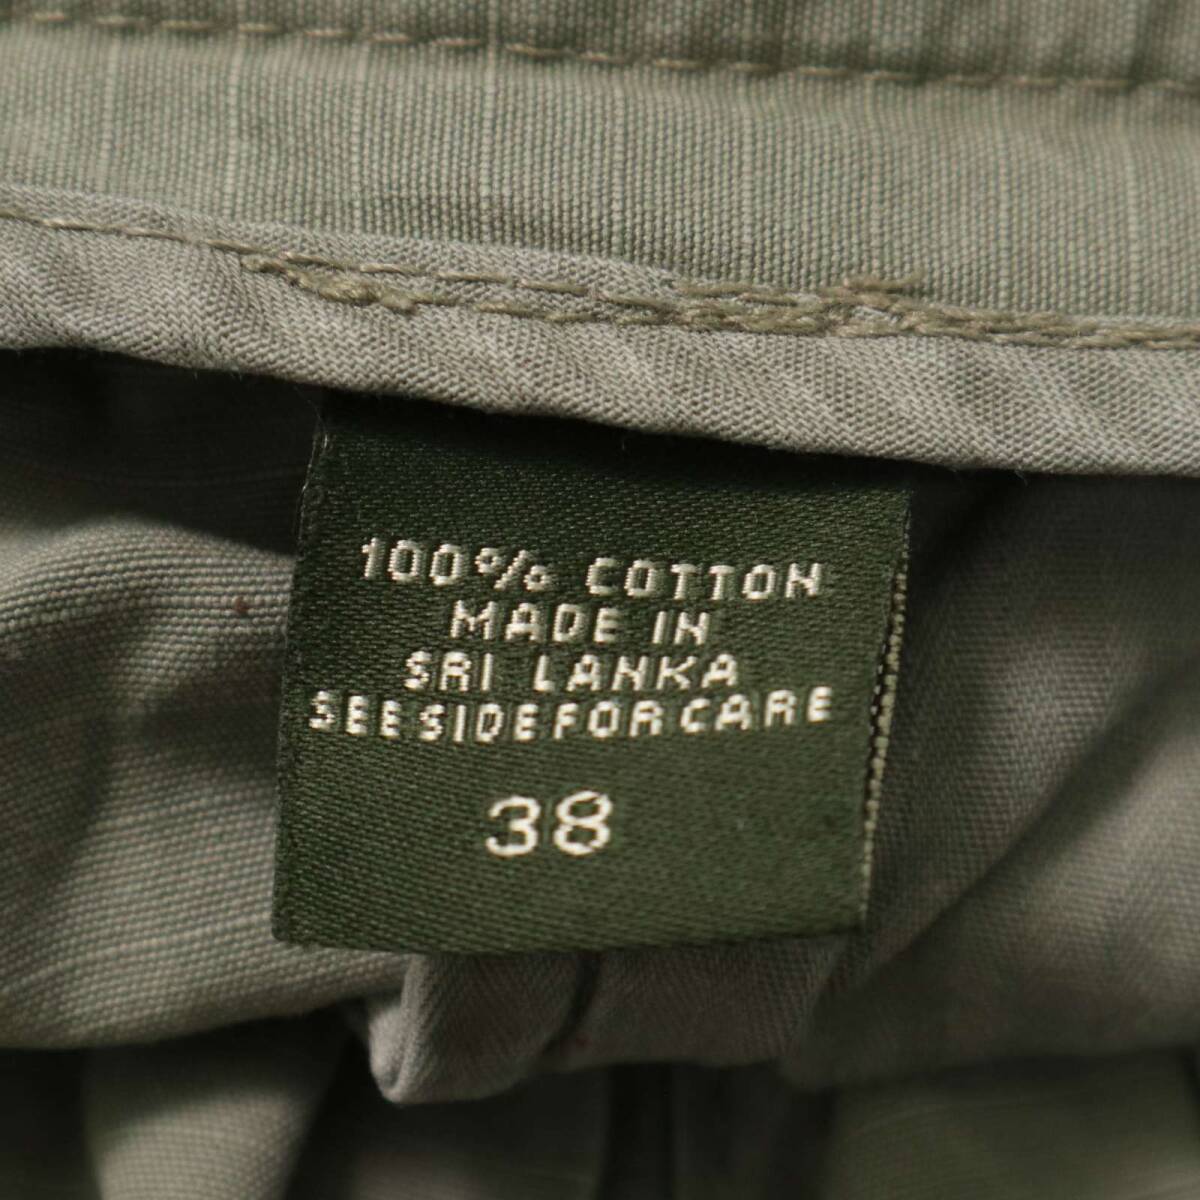 100% COTTON
MADE IN
SRI LANKA
SEE SIDE FOR CARE
38